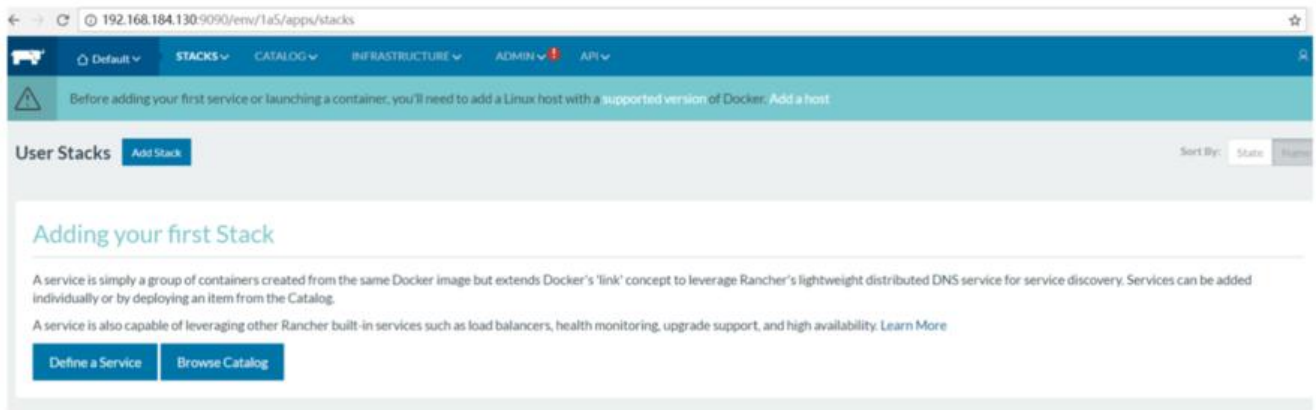 192.168.184.130:9090/env/1a5/apps/stacks
Default STACKS CATALOG INFRASTRUCTURE ADMIN ! API
Before adding your first service or launching a container, you'll need to add a Linux host with a supported version of Docker. Add a host
User Stacks Add Stack Sort By: State Name
Adding your first Stack
A service is simply a group of containers created from the same Docker image but extends Docker's 'link' concept to leverage Rancher's lightweight distributed DNS service for service discovery. Services can be added
individually or by deploying an item from the Catalog.
A service is also capable of leveraging other Rancher built-in services such as load balancers, health monitoring, upgrade support, and high availability. Learn More
Define a Service Browse Catalog